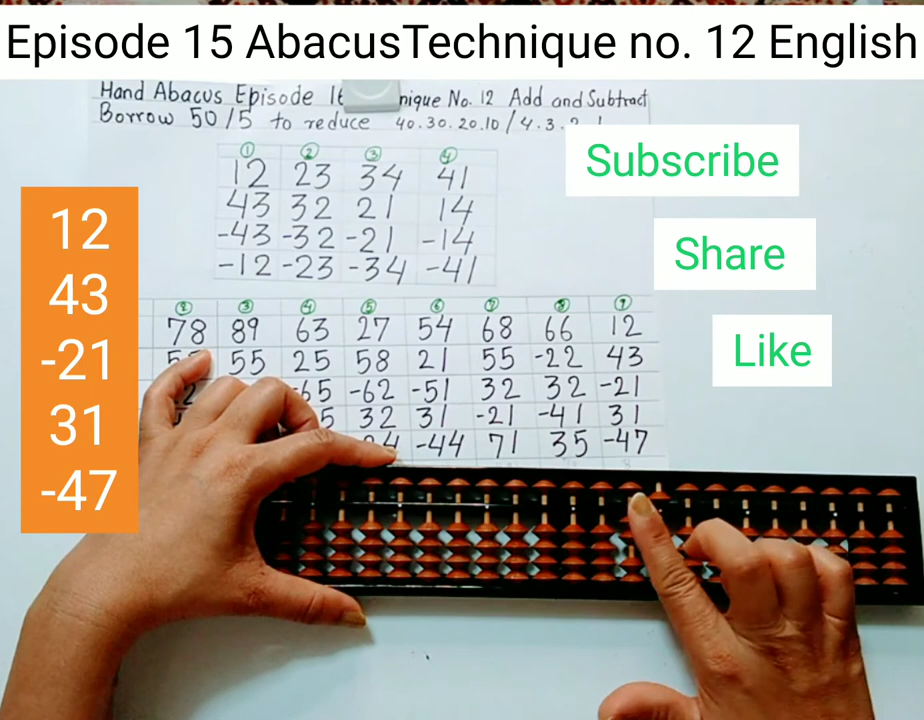 Episode 15 AbacusTechnique no. 12 English
Hand Abacus Episode nique No. 12 Add and Subtract
Borrow 50/5 to reduce 40.30.20.10/4.3.
Subscribe
Share
Like
12
43
-21
31
-47
① ② ③ ④
12 23 34 41
43 32 21 14
-43 -32 -21 -14
-12 -23 -34 -41
② ③ ④ ⑤ ⑥ ⑦ ⑧ ⑨
78 89 63 27 54 68 66 12
55 25 58 21 55 -22 43
-62 -51 32 32 -21
32 31 -21 -41 31
-44 71 35 -47